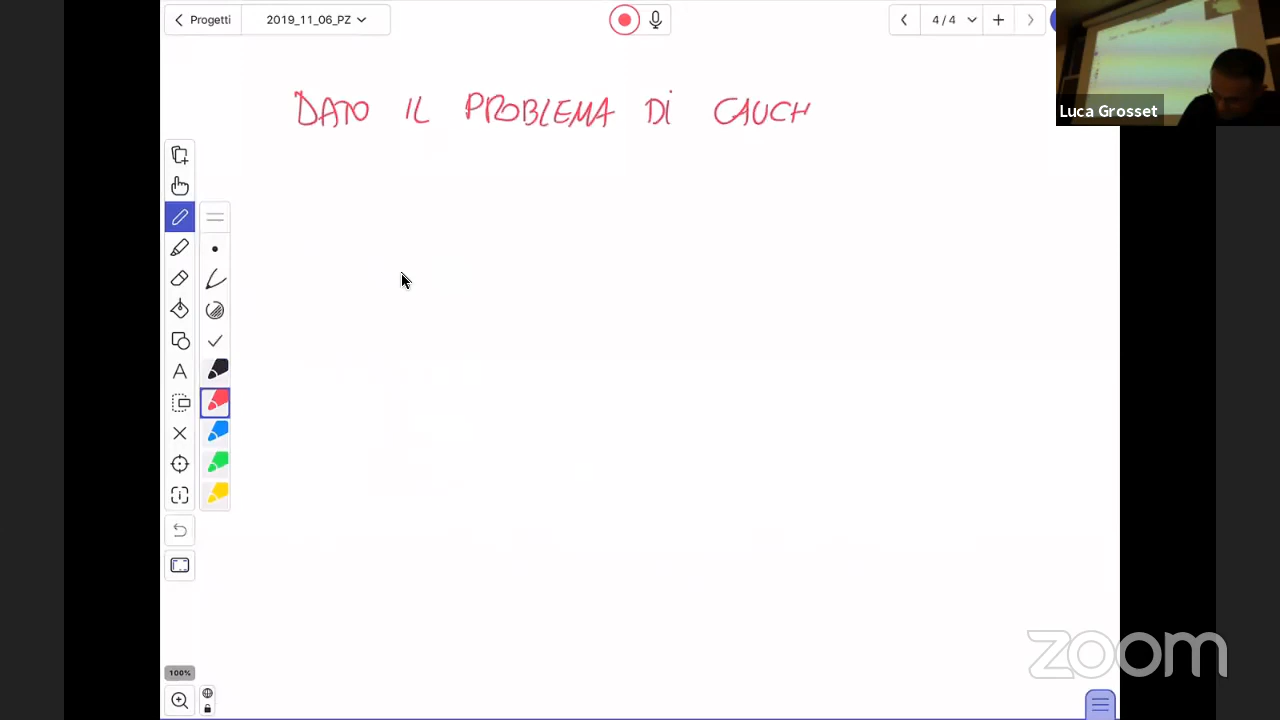 Progetti
2019_11_06_PZ
4/4
Luca Grosset
DATO IL PROBLEMA DI CAUCH
A
100%
zoom